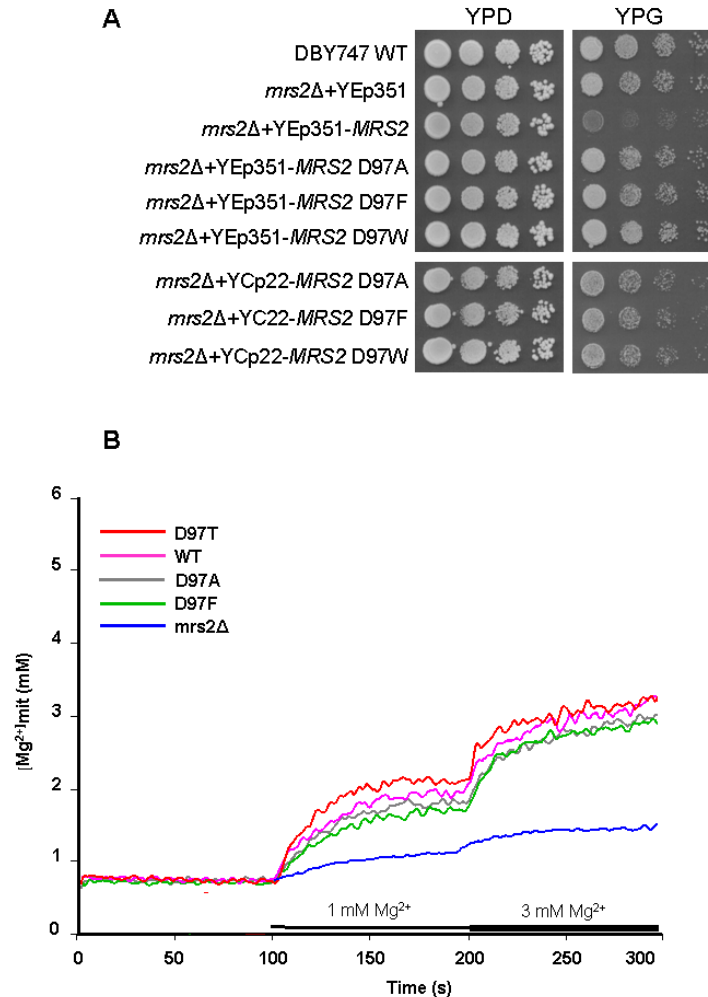 A
YPD YPG
DBY747 WT
mrs2Δ+YEp351
mrs2Δ+YEp351-MRS2
mrs2Δ+YEp351-MRS2 D97A
mrs2Δ+YEp351-MRS2 D97F
mrs2Δ+YEp351-MRS2 D97W
mrs2Δ+YCp22-MRS2 D97A
mrs2Δ+YC22-MRS2 D97F
mrs2Δ+YCp22-MRS2 D97W
B
[Mg²⁺]mit (mM)
6
5
4
3
2
1
0
D97T
WT
D97A
D97F
mrs2Δ
1 mM Mg²⁺ 3 mM Mg²⁺
0 50 100 150 200 250 300
Time (s)